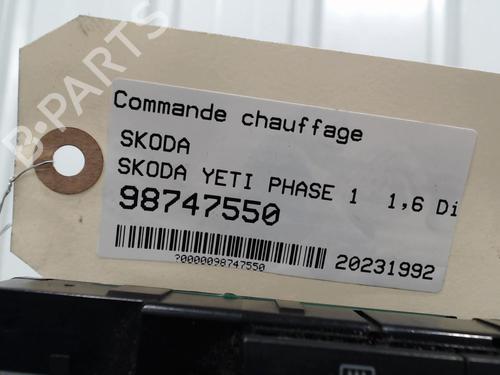 B-PARTS
Commande chauffage
SKODA
SKODA YETI PHASE 1 1,6 Di
98747550
?0000098747550
20231992